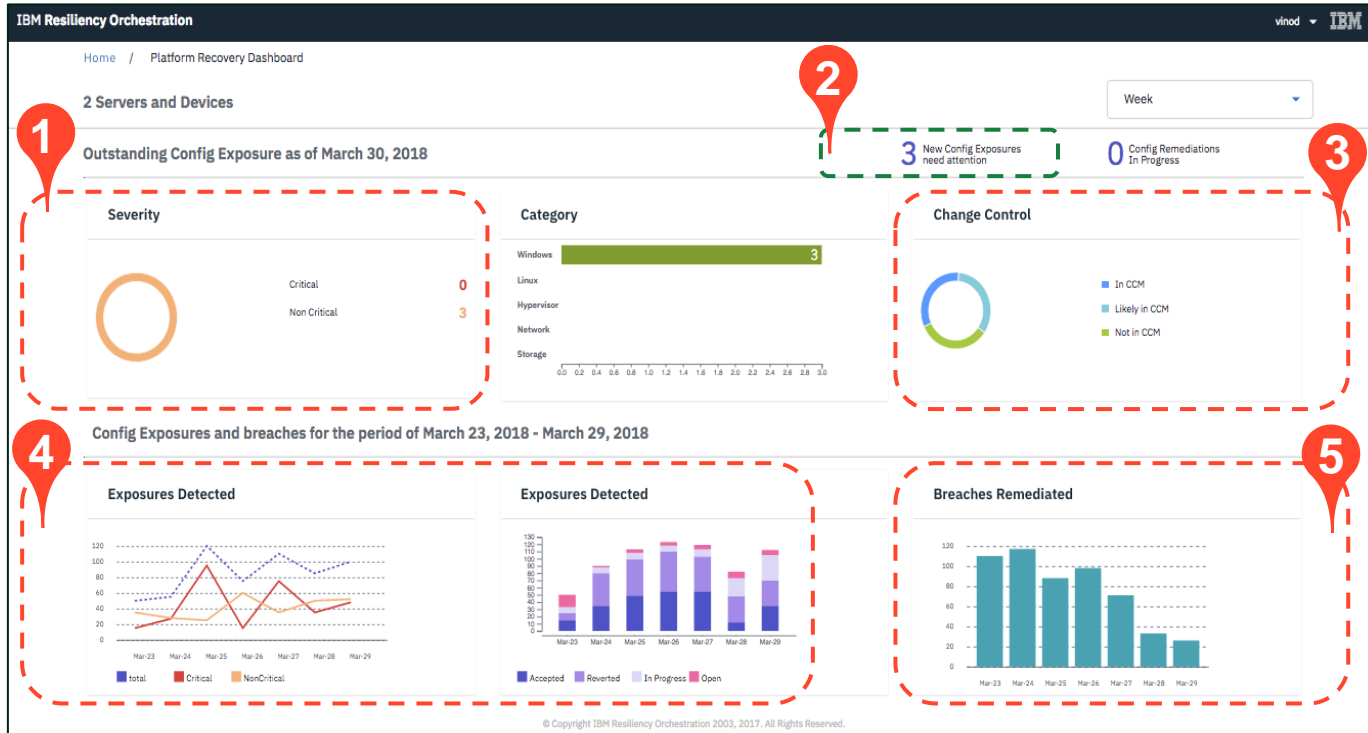 IBM Resiliency Orchestration
vinod
IBM
Home / Platform Recovery Dashboard
2 Servers and Devices
Week
1
2
3
Outstanding Config Exposure as of March 30, 2018
3 New Config Exposures
need attention
0 Config Remediations
In Progress
Severity
Critical 0
Non Critical 3
Category
Windows 3
Linux
Hypervisor
Network
Storage
0.0 0.2 0.4 0.6 0.8 1.0 1.2 1.4 1.6 1.8 2.0 2.2 2.4 2.6 2.8 3.0
Change Control
In CCM
Likely in CCM
Not in CCM
4
5
Config Exposures and breaches for the period of March 23, 2018 - March 29, 2018
Exposures Detected
120
100
80
60
40
20
0
Mar-23 Mar-24 Mar-25 Mar-26 Mar-27 Mar-28 Mar-29
total Critical NonCritical
Exposures Detected
130
120
110
100
90
80
70
60
50
40
30
20
10
0
Mar-23 Mar-24 Mar-25 Mar-26 Mar-27 Mar-28 Mar-29
Accepted Reverted In Progress Open
Breaches Remediated
120
100
80
60
40
20
0
Mar-23 Mar-24 Mar-25 Mar-26 Mar-27 Mar-28 Mar-29
© Copyright IBM Resiliency Orchestration 2003, 2017. All Rights Reserved.